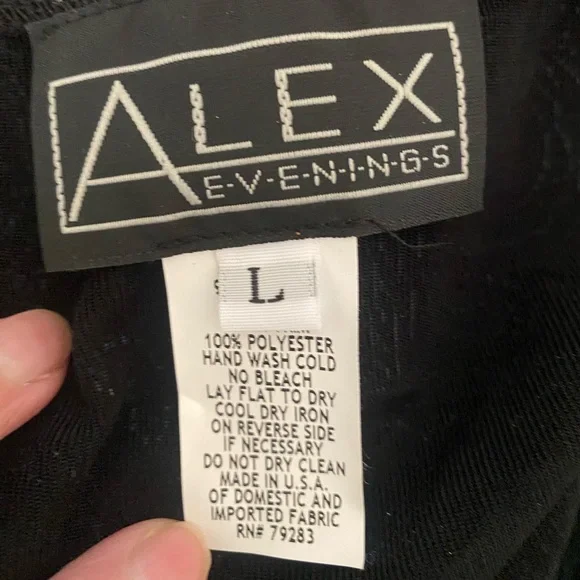 ALEX
E-V-E-N-I-N-G-S
L
100% POLYESTER
HAND WASH COLD
NO BLEACH
LAY FLAT TO DRY
COOL DRY IRON
ON REVERSE SIDE
IF NECESSARY
DO NOT DRY CLEAN
MADE IN U.S.A.
OF DOMESTIC AND
IMPORTED FABRIC
RN# 79283